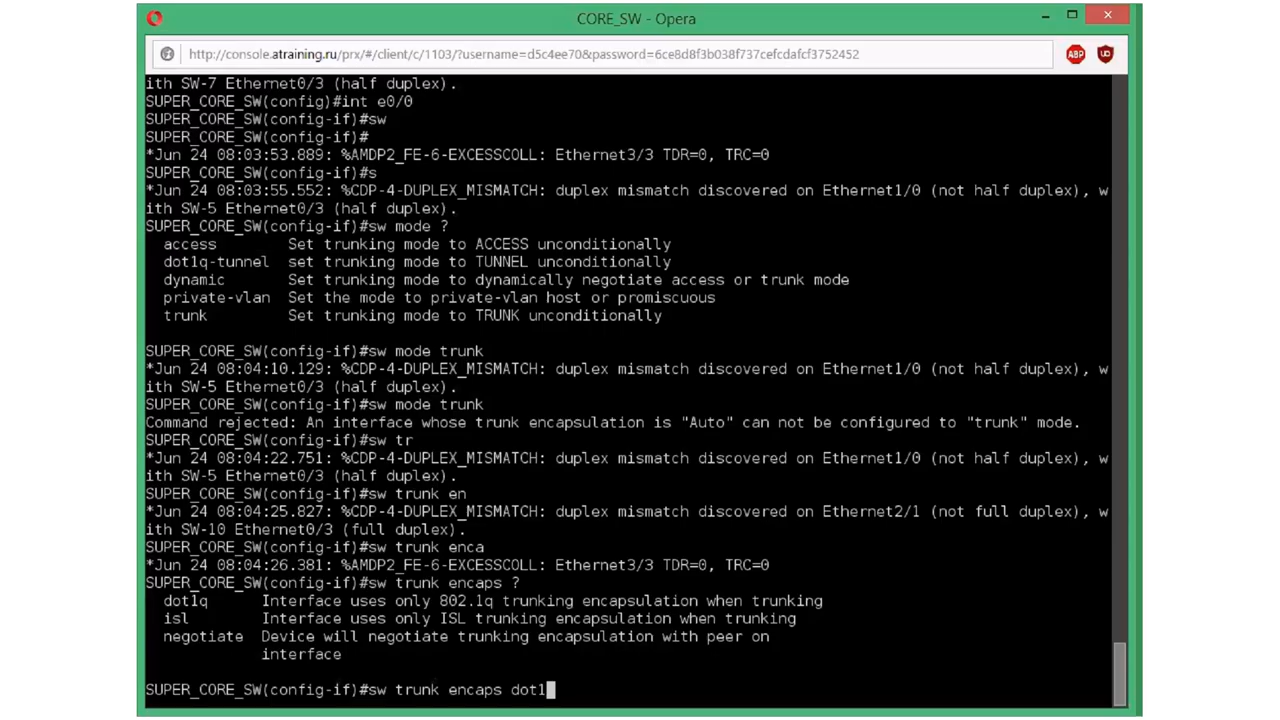 CORE_SW - Opera
http://console.atraining.ru/prx/#/client/c/1103/?username=d5c4ee70&password=6ce8d8f3b038f737cefcdafcf3752452
ABP
ith SW-7 Ethernet0/3 (half duplex).
SUPER_CORE_SW(config)#int e0/0
SUPER_CORE_SW(config-if)#sw
SUPER_CORE_SW(config-if)#
*Jun 24 08:03:53.889: %AMDP2_FE-6-EXCESSCOLL: Ethernet3/3 TDR=0, TRC=0
SUPER_CORE_SW(config-if)#s
*Jun 24 08:03:55.552: %CDP-4-DUPLEX_MISMATCH: duplex mismatch discovered on Ethernet1/0 (not half duplex), w
ith SW-5 Ethernet0/3 (half duplex).
SUPER_CORE_SW(config-if)#sw mode ?
access Set trunking mode to ACCESS unconditionally
dot1q-tunnel set trunking mode to TUNNEL unconditionally
dynamic Set trunking mode to dynamically negotiate access or trunk mode
private-vlan Set the mode to private-vlan host or promiscuous
trunk Set trunking mode to TRUNK unconditionally
SUPER_CORE_SW(config-if)#sw mode trunk
*Jun 24 08:04:10.129: %CDP-4-DUPLEX_MISMATCH: duplex mismatch discovered on Ethernet1/0 (not half duplex), w
ith SW-5 Ethernet0/3 (half duplex).
SUPER_CORE_SW(config-if)#sw mode trunk
Command rejected: An interface whose trunk encapsulation is "Auto" can not be configured to "trunk" mode.
SUPER_CORE_SW(config-if)#sw tr
*Jun 24 08:04:22.751: %CDP-4-DUPLEX_MISMATCH: duplex mismatch discovered on Ethernet1/0 (not half duplex), w
ith SW-5 Ethernet0/3 (half duplex).
SUPER_CORE_SW(config-if)#sw trunk en
*Jun 24 08:04:25.827: %CDP-4-DUPLEX_MISMATCH: duplex mismatch discovered on Ethernet2/1 (not full duplex), w
ith SW-10 Ethernet0/3 (full duplex).
SUPER_CORE_SW(config-if)#sw trunk enca
*Jun 24 08:04:26.381: %AMDP2_FE-6-EXCESSCOLL: Ethernet3/3 TDR=0, TRC=0
SUPER_CORE_SW(config-if)#sw trunk encaps ?
dot1q Interface uses only 802.1q trunking encapsulation when trunking
isl Interface uses only ISL trunking encapsulation when trunking
negotiate Device will negotiate trunking encapsulation with peer on
interface
SUPER_CORE_SW(config-if)#sw trunk encaps dot1